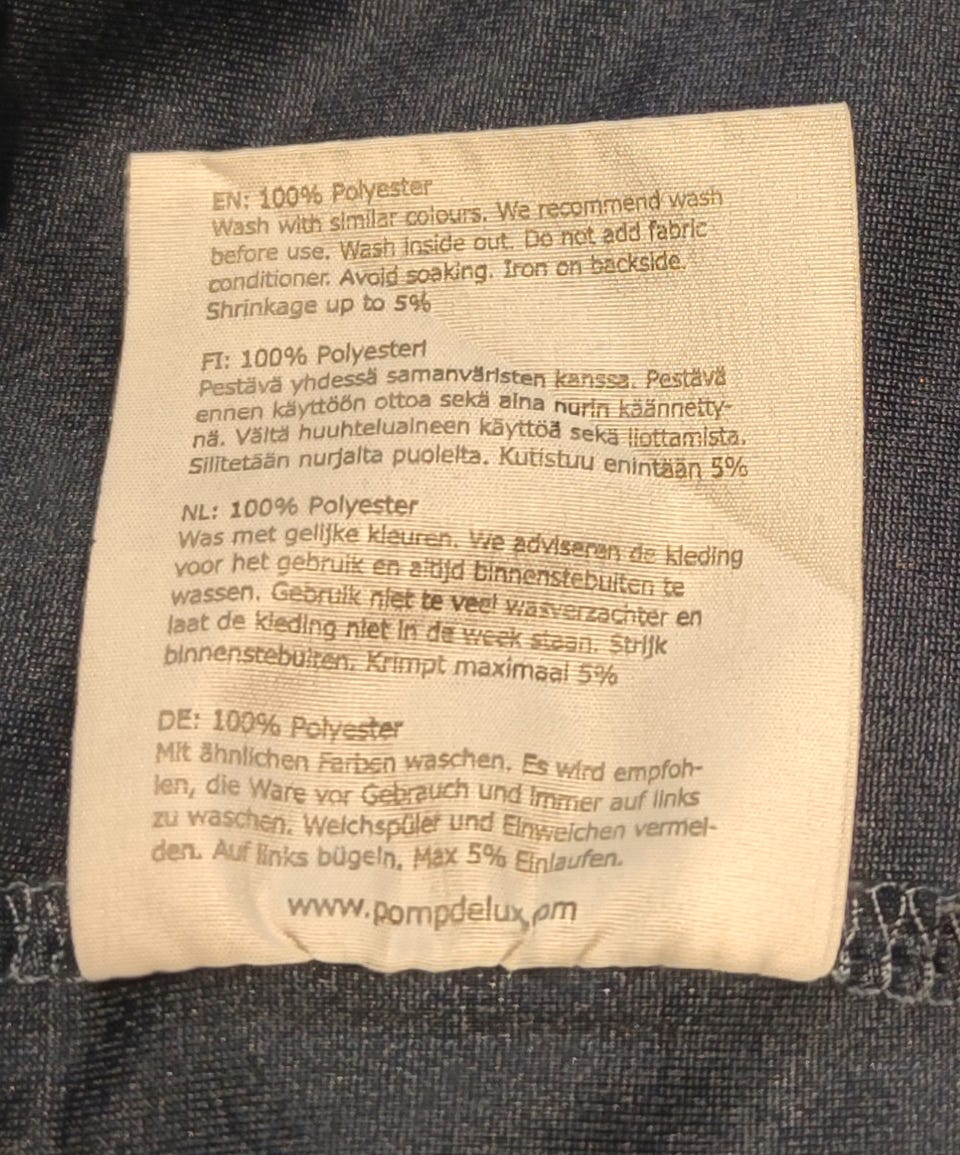 EN: 100% Polyester
Wash with similar colours. We recommend wash
before use. Wash inside out. Do not add fabric
conditioner. Avoid soaking. Iron on backside.
Shrinkage up to 5%
FI: 100% Polyesteri
Pestävä yhdessä samanväristen kanssa. Pestävä
ennen käyttöön ottoa sekä aina nurin käännetty-
nä. Vältä huuhteluaineen käyttöä sekä liottamista.
Silitetään nurjalta puolelta. Kutistuu enintään 5%
NL: 100% Polyester
Was met gelijke kleuren. We adviseren de kleding
voor het gebruik en altijd binnenstebuiten te
wassen. Gebruik niet te veel wasverzachter en
laat de kleding niet in de week staan. Strijk
binnenstebuiten. Krimpt maximaal 5%
DE: 100% Polyester
Mit ähnlichen Farben waschen. Es wird empfoh-
len, die Ware vor Gebrauch und immer auf links
zu waschen. Weichspüler und Einweichen vermei-
den. Auf links bügeln. Max 5% Einlaufen.